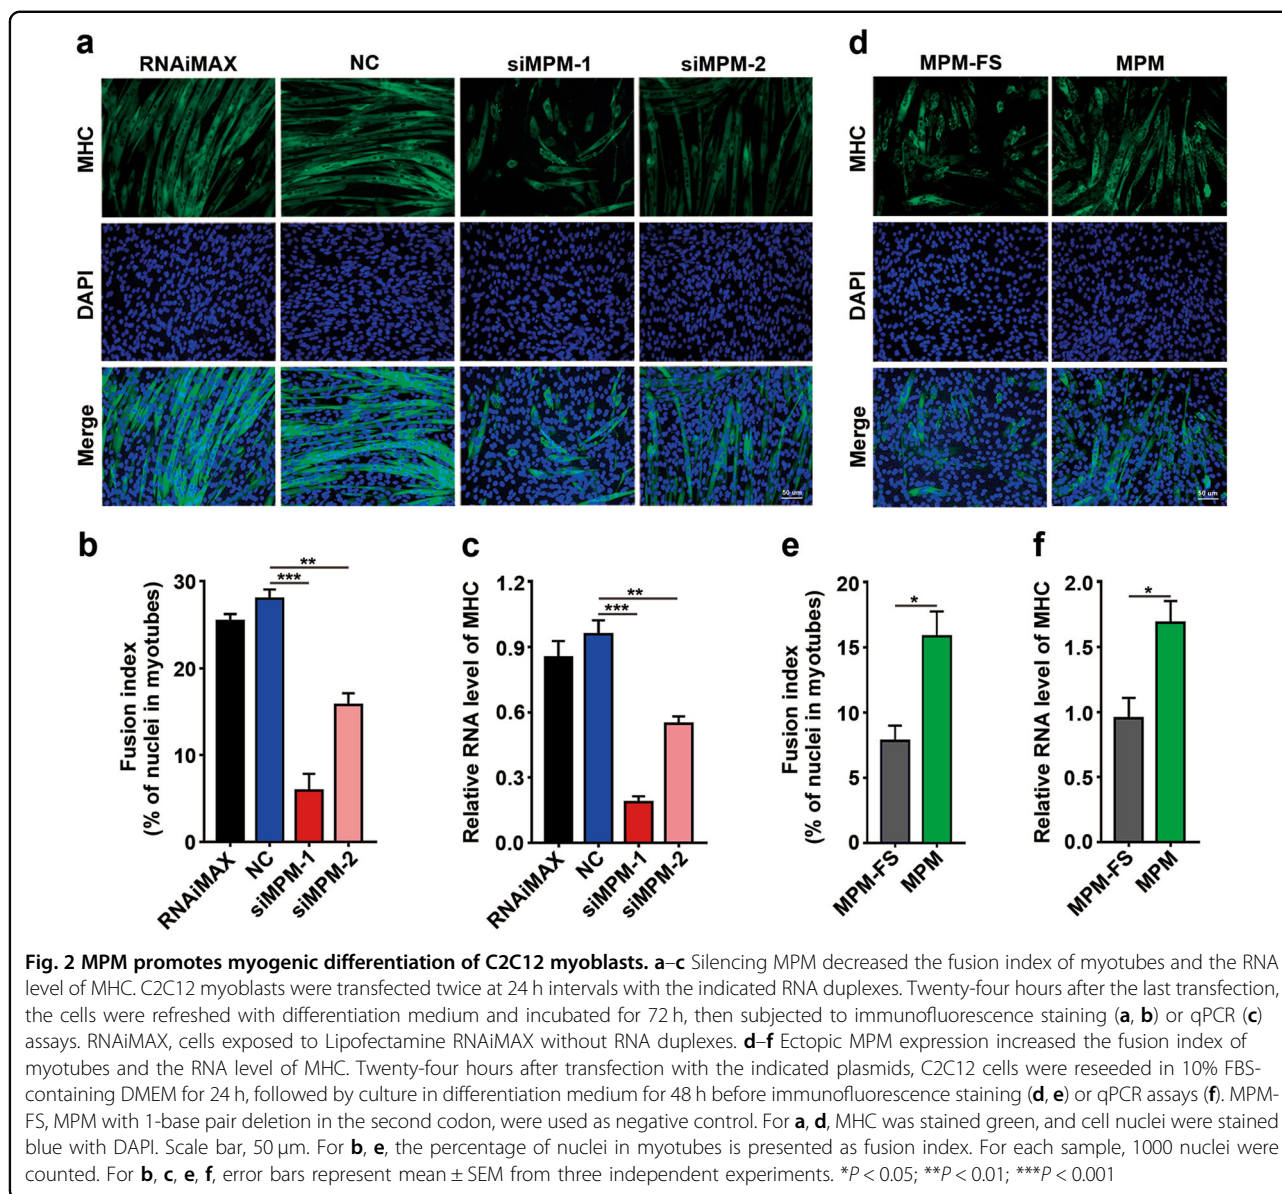 a
RNAiMAX
NC
siMPM-1
siMPM-2
MHC
DAPI
Merge
50 um
d
MPM-FS
MPM
MHC
DAPI
Merge
50 um
b
Fusion index
(% of nuclei in myotubes)
30
20
10
0
***
**
RNAiMAX
NC
siMPM-1
siMPM-2
c
Relative RNA level of MHC
1.2
0.9
0.6
0.3
0.0
***
**
RNAiMAX
NC
siMPM-1
siMPM-2
e
Fusion index
(% of nuclei in myotubes)
20
15
10
5
0
*
MPM-FS
MPM
f
Relative RNA level of MHC
2.0
1.5
1.0
0.5
0.0
*
MPM-FS
MPM
Fig. 2 MPM promotes myogenic differentiation of C2C12 myoblasts. a–c Silencing MPM decreased the fusion index of myotubes and the RNA
level of MHC. C2C12 myoblasts were transfected twice at 24 h intervals with the indicated RNA duplexes. Twenty-four hours after the last transfection,
the cells were refreshed with differentiation medium and incubated for 72 h, then subjected to immunofluorescence staining (a, b) or qPCR (c)
assays. RNAiMAX, cells exposed to Lipofectamine RNAiMAX without RNA duplexes. d–f Ectopic MPM expression increased the fusion index of
myotubes and the RNA level of MHC. Twenty-four hours after transfection with the indicated plasmids, C2C12 cells were reseeded in 10% FBS-
containing DMEM for 24 h, followed by culture in differentiation medium for 48 h before immunofluorescence staining (d, e) or qPCR assays (f). MPM-
FS, MPM with 1-base pair deletion in the second codon, were used as negative control. For a, d, MHC was stained green, and cell nuclei were stained
blue with DAPI. Scale bar, 50 μm. For b, e, the percentage of nuclei in myotubes is presented as fusion index. For each sample, 1000 nuclei were
counted. For b, c, e, f, error bars represent mean ± SEM from three independent experiments. *P < 0.05; **P < 0.01; ***P < 0.001